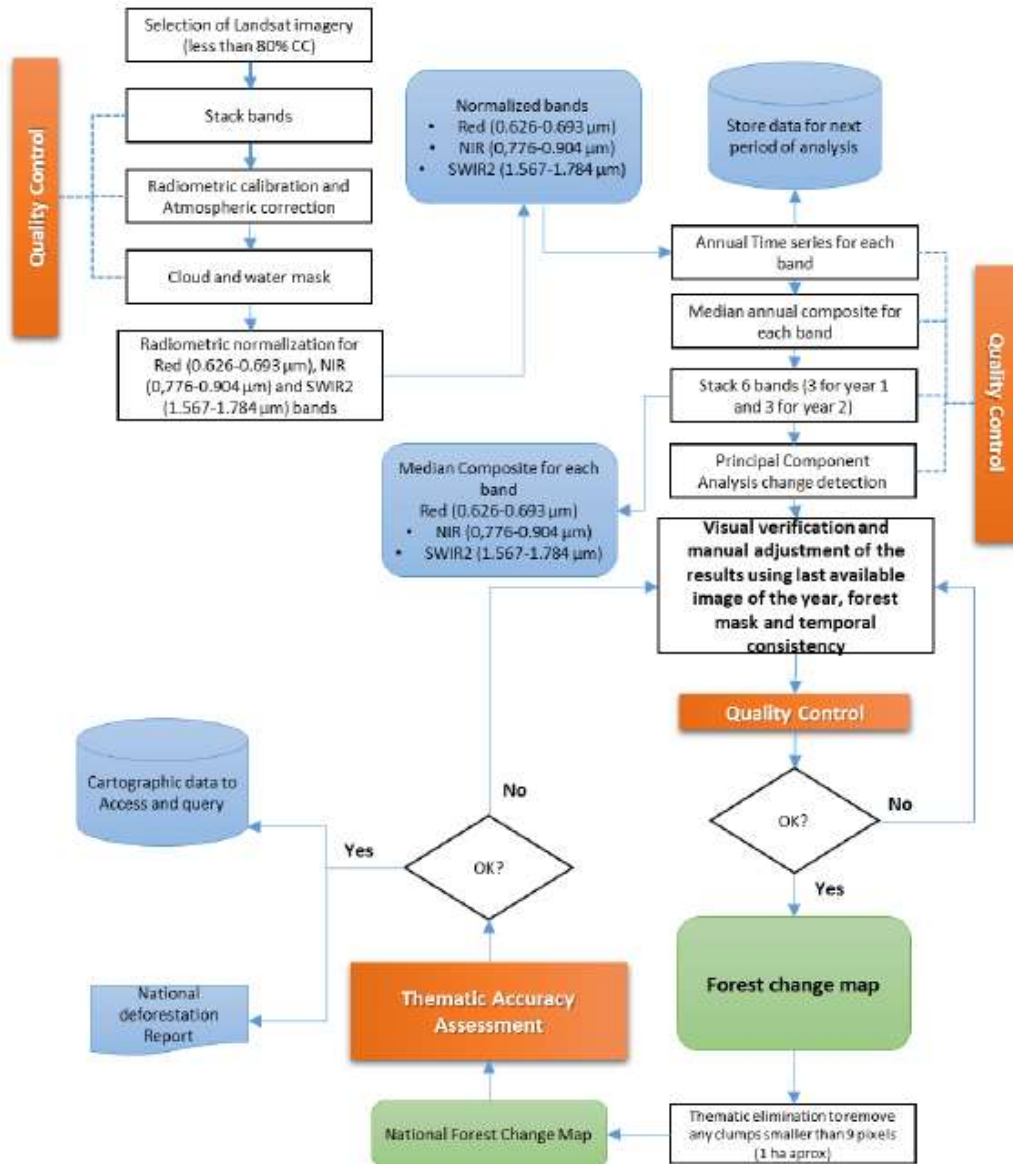 Selection of Landsat imagery
(less than 80% CC)
Quality Control
Stack bands
Radiometric calibration and
Atmospheric correction
Cloud and water mask
Radiometric normalization for
Red (0.626-0.693 µm), NIR
(0,776-0.904 µm) and SWIR2
(1.567-1.784 µm) bands
Normalized bands
• Red (0.626-0.693 µm)
• NIR (0,776-0.904 µm)
• SWIR2 (1.567-1.784 µm)
Store data for next
period of analysis
Annual Time series for each
band
Median annual composite for
each band
Stack 6 bands (3 for year 1
and 3 for year 2)
Principal Component
Analysis change detection
Quality Control
Median Composite for each
band
Red (0.626-0.693 µm)
• NIR (0,776-0.904 µm)
• SWIR2 (1.567-1.784 µm)
Visual verification and
manual adjustment of the
results using last available
image of the year, forest
mask and temporal
consistency
Quality Control
OK?
No
Yes
Forest change map
Thematic elimination to remove
any clumps smaller than 9 pixels
(1 ha aprox)
National Forest Change Map
Thematic Accuracy
Assessment
OK?
No
Yes
Cartographic data to
Access and query
National
deforestation
Report